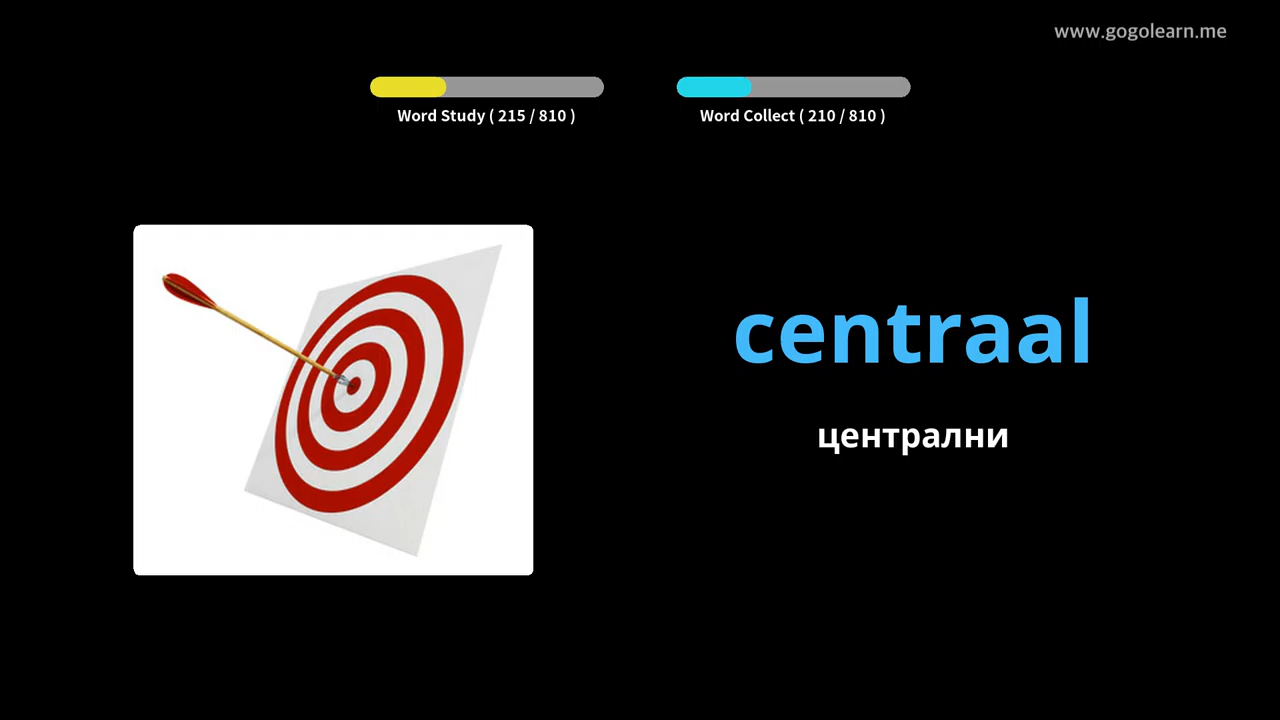 www.gogolearn.me
Word Study ( 215 / 810 )
Word Collect ( 210 / 810 )
centraal
централни